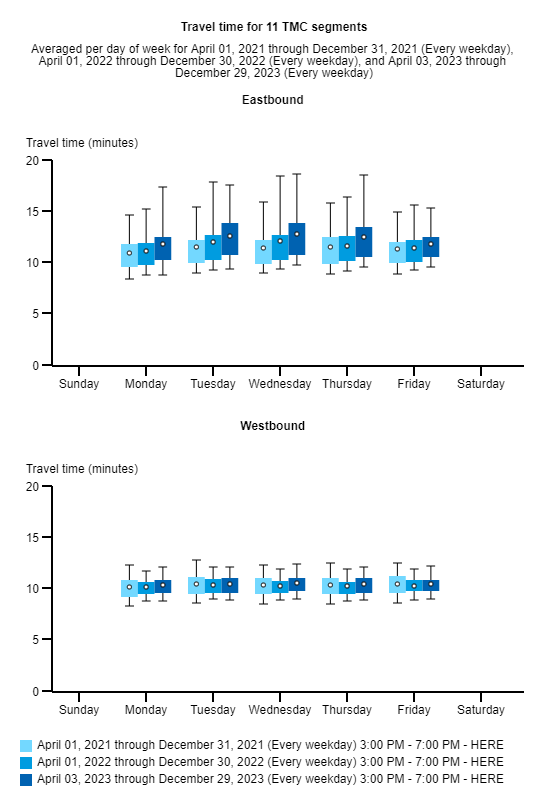 Travel time for 11 TMC segments
Averaged per day of week for April 01, 2021 through December 31, 2021 (Every weekday),
April 01, 2022 through December 30, 2022 (Every weekday), and April 03, 2023 through
December 29, 2023 (Every weekday)
Eastbound
Travel time (minutes)
20
15
10
5
0
Sunday Monday Tuesday Wednesday Thursday Friday Saturday
Westbound
Travel time (minutes)
20
15
10
5
0
Sunday Monday Tuesday Wednesday Thursday Friday Saturday
April 01, 2021 through December 31, 2021 (Every weekday) 3:00 PM - 7:00 PM - HERE
April 01, 2022 through December 30, 2022 (Every weekday) 3:00 PM - 7:00 PM - HERE
April 03, 2023 through December 29, 2023 (Every weekday) 3:00 PM - 7:00 PM - HERE